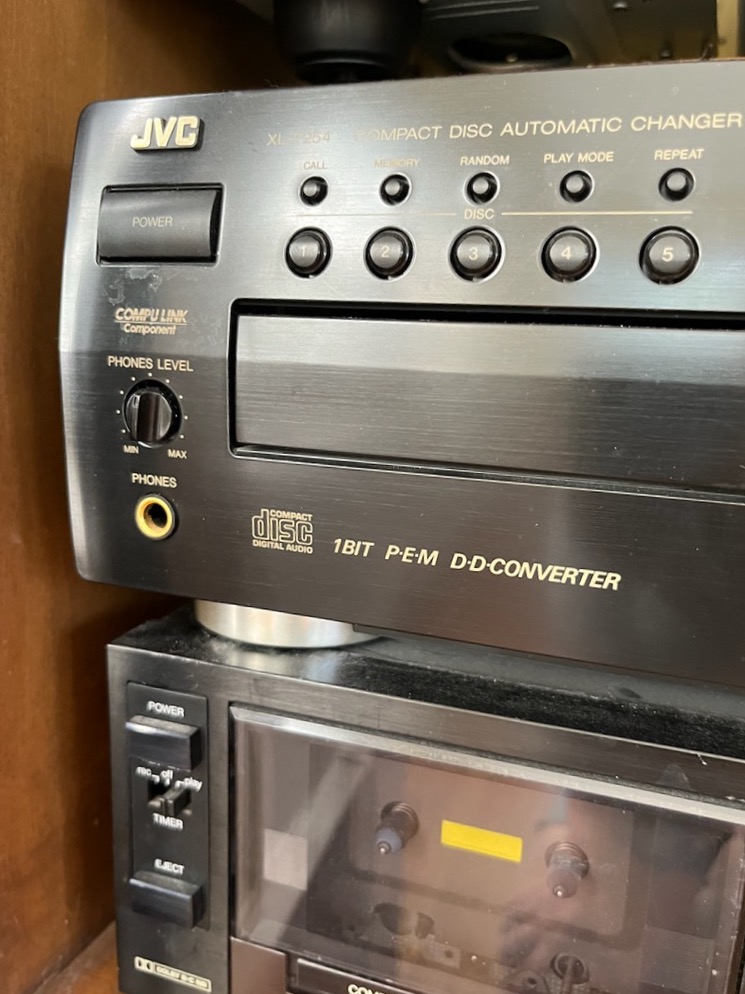 JVC
COMPACT DISC AUTOMATIC CHANGER
CALL MEMORY RANDOM PLAY MODE REPEAT
POWER
DISC
1 2 3 4 5
COMPU LINK
Component
PHONES LEVEL
MIN MAX
PHONES
COMPACT
disc
DIGITAL AUDIO
1BIT P·E·M D·D·CONVERTER
POWER
rec off play
TIMER
EJECT
DOLBY B-C NR